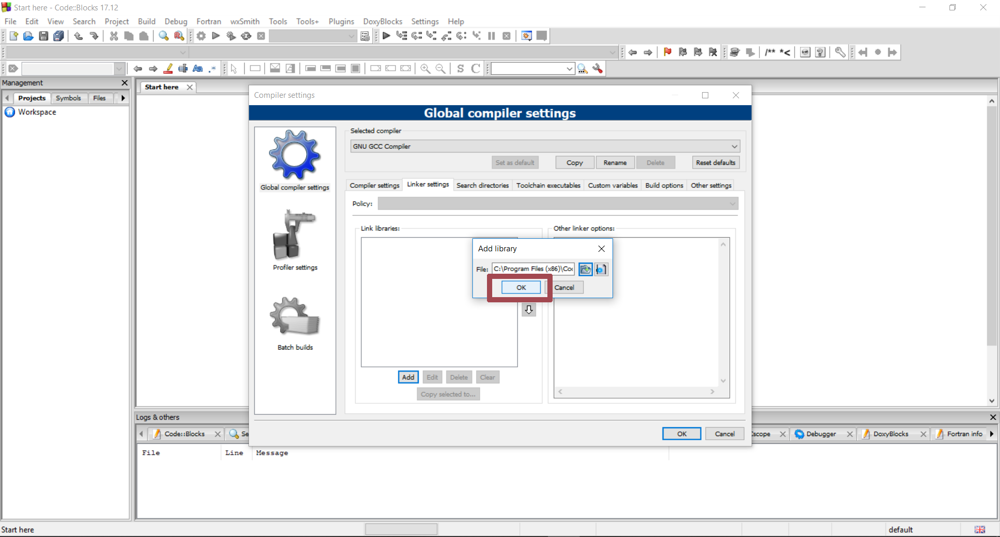 Start here - Code::Blocks 17.12
File Edit View Search Project Build Debug Fortran wxSmith Tools Tools+ Plugins DoxyBlocks Settings Help
/** *<
Aa .*
S C
Management
Projects Symbols Files
Workspace
Start here
Compiler settings
Global compiler settings
Global compiler settings
Profiler settings
Batch builds
Selected compiler
GNU GCC Compiler
Set as default Copy Rename Delete Reset defaults
Compiler settings Linker settings Search directories Toolchain executables Custom variables Build options Other settings
Policy:
Link libraries:
Other linker options:
Add library
File: C:\Program Files (x86)\Co
OK Cancel
Add Edit Delete Clear
Copy selected to...
OK Cancel
Logs & others
Code::Blocks Se scope Debugger DoxyBlocks Fortran info
File Line Message
Start here default